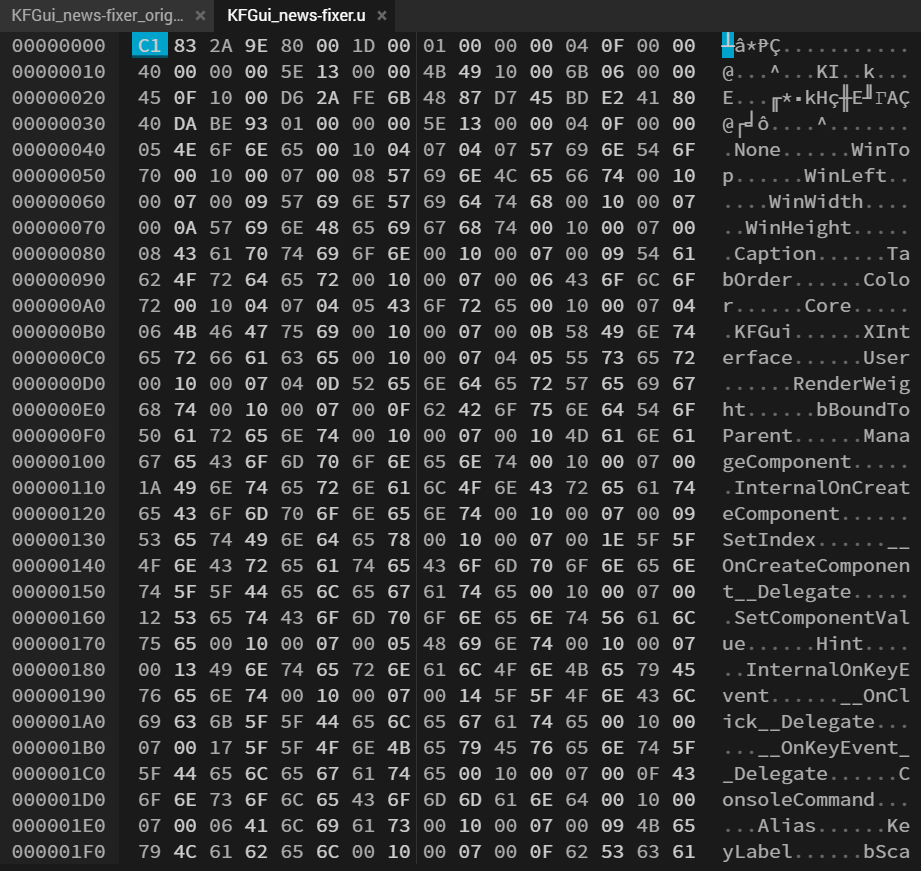 KFGui_news-fixer_orig... × KFGui_news-fixer.u ×
00000000 C1 83 2A 9E 80 00 1D 00 01 00 00 00 04 0F 00 00 ┴â*₧Ç...........
00000010 40 00 00 00 5E 13 00 00 4B 49 10 00 6B 06 00 00 @...^...KI..k...
00000020 45 0F 10 00 D6 2A FE 6B 48 87 D7 45 BD E2 41 80 E...╓*▪kHç╫E╜ΓAÇ
00000030 40 DA BE 93 01 00 00 00 5E 13 00 00 04 0F 00 00 @┌╛ô....^.......
00000040 05 4E 6F 6E 65 00 10 04 07 04 07 57 69 6E 54 6F .None......WinTo
00000050 70 00 10 00 07 00 08 57 69 6E 4C 65 66 74 00 10 p......WinLeft..
00000060 00 07 00 09 57 69 6E 57 69 64 74 68 00 10 00 07 ....WinWidth....
00000070 00 0A 57 69 6E 48 65 69 67 68 74 00 10 00 07 00 ..WinHeight.....
00000080 08 43 61 70 74 69 6F 6E 00 10 00 07 00 09 54 61 .Caption......Ta
00000090 62 4F 72 64 65 72 00 10 00 07 00 06 43 6F 6C 6F bOrder......Colo
000000A0 72 00 10 04 07 04 05 43 6F 72 65 00 10 00 07 04 r......Core.....
000000B0 06 4B 46 47 75 69 00 10 00 07 00 0B 58 49 6E 74 .KFGui......XInt
000000C0 65 72 66 61 63 65 00 10 00 07 04 05 55 73 65 72 erface......User
000000D0 00 10 00 07 04 0D 52 65 6E 64 65 72 57 65 69 67 ......RenderWeig
000000E0 68 74 00 10 00 07 00 0F 62 42 6F 75 6E 64 54 6F ht......bBoundTo
000000F0 50 61 72 65 6E 74 00 10 00 07 00 10 4D 61 6E 61 Parent......Mana
00000100 67 65 43 6F 6D 70 6F 6E 65 6E 74 00 10 00 07 00 geComponent.....
00000110 1A 49 6E 74 65 72 6E 61 6C 4F 6E 43 72 65 61 74 .InternalOnCreat
00000120 65 43 6F 6D 70 6F 6E 65 6E 74 00 10 00 07 00 09 eComponent......
00000130 53 65 74 49 6E 64 65 78 00 10 00 07 00 1E 5F 5F SetIndex......__
00000140 4F 6E 43 72 65 61 74 65 43 6F 6D 70 6F 6E 65 6E OnCreateComponen
00000150 74 5F 5F 44 65 6C 65 67 61 74 65 00 10 00 07 00 t__Delegate.....
00000160 12 53 65 74 43 6F 6D 70 6F 6E 65 6E 74 56 61 6C .SetComponentVal
00000170 75 65 00 10 00 07 00 05 48 69 6E 74 00 10 00 07 ue......Hint....
00000180 00 13 49 6E 74 65 72 6E 61 6C 4F 6E 4B 65 79 45 ..InternalOnKeyE
00000190 76 65 6E 74 00 10 00 07 00 14 5F 5F 4F 6E 43 6C vent......__OnCl
000001A0 69 63 6B 5F 5F 44 65 6C 65 67 61 74 65 00 10 00 ick__Delegate...
000001B0 07 00 17 5F 5F 4F 6E 4B 65 79 45 76 65 6E 74 5F ...__OnKeyEvent_
000001C0 5F 44 65 6C 65 67 61 74 65 00 10 00 07 00 0F 43 _Delegate......C
000001D0 6F 6E 73 6F 6C 65 43 6F 6D 6D 61 6E 64 00 10 00 onsoleCommand...
000001E0 07 00 06 41 6C 69 61 73 00 10 00 07 00 09 4B 65 ...Alias......Ke
000001F0 79 4C 61 62 65 6C 00 10 00 07 00 0F 62 53 63 61 yLabel......bSca